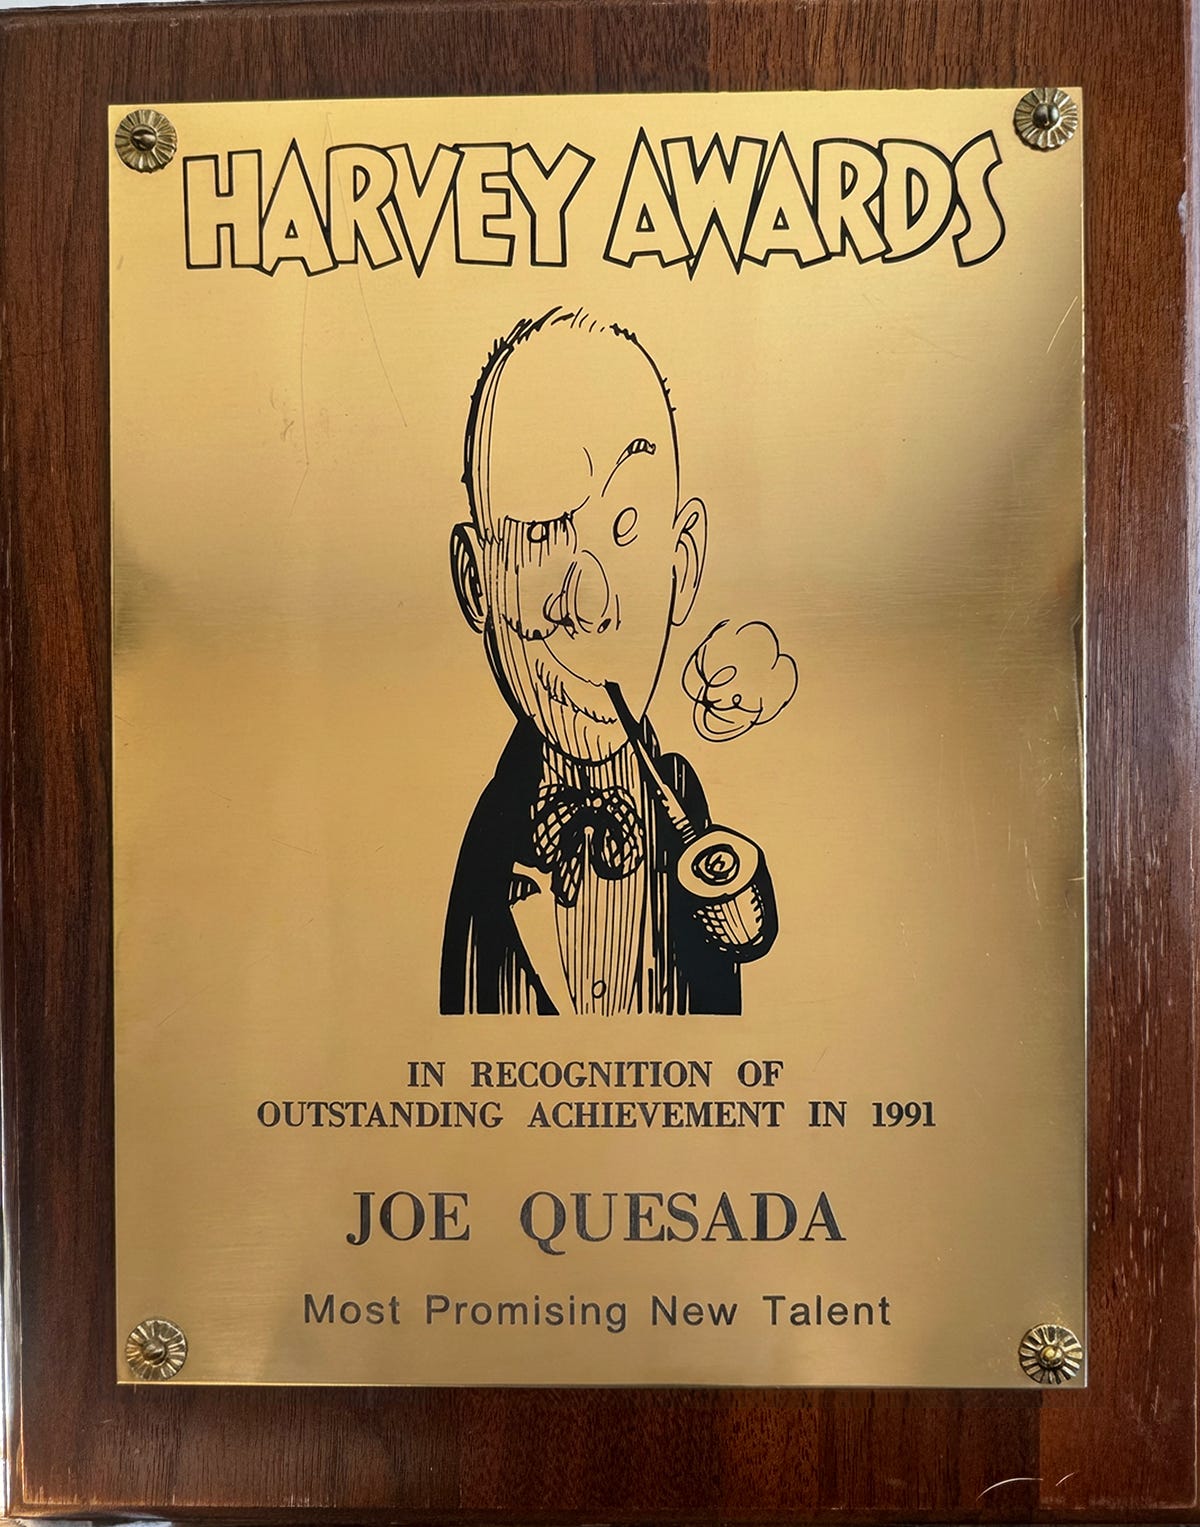 HARVEY AWARDS
IN RECOGNITION OF
OUTSTANDING ACHIEVEMENT IN 1991
JOE QUESADA
Most Promising New Talent